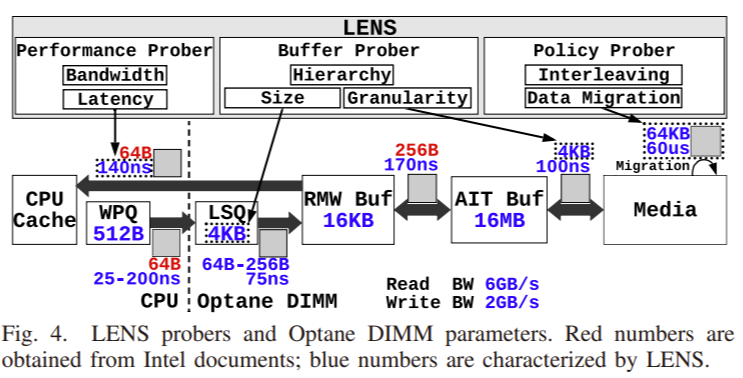 LENS
Performance Prober
Bandwidth
Latency
Buffer Prober
Hierarchy
Size
Granularity
Policy Prober
Interleaving
Data Migration
64B
140ns
256B
170ns
4KB
100ns
64KB
60us
Migration
CPU
Cache
WPQ
512B
LSQ
4KB
RMW Buf
16KB
AIT Buf
16MB
Media
64B
25-200ns
64B-256B
75ns
CPU
Optane DIMM
Read BW 6GB/s
Write BW 2GB/s
Fig. 4. LENS probers and Optane DIMM parameters. Red numbers are
obtained from Intel documents; blue numbers are characterized by LENS.